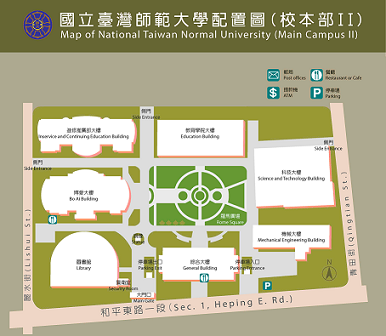 國立臺灣師範大學配置圖(校本部II)
Map of National Taiwan Normal University (Main Campus II)
郵局
Post offices
餐廳
Restaurant or Cafe
提款機
ATM
停車場
Parking
側門
Side Entrance
進修推廣部大樓
Inservice and Continuing Education Building
教育學院大樓
Education Building
側門
Side Entrance
側門
Side Entrance
科技大樓
Science and Technology Building
博愛大樓
Bo Ai Building
羅馬廣場
Rome Square
機械大樓
Mechanical Engineering Building
圖書館
Library
停車場出口
Parking Exit
綜合大樓
General Building
停車場入口
Parking Entrance
警衛室
Security Room
大門口
Main Gate
N
麗水街 (Lishui St.)
青田街 (Qingtian St.)
和平東路一段 (Sec. 1, Heping E. Rd.)